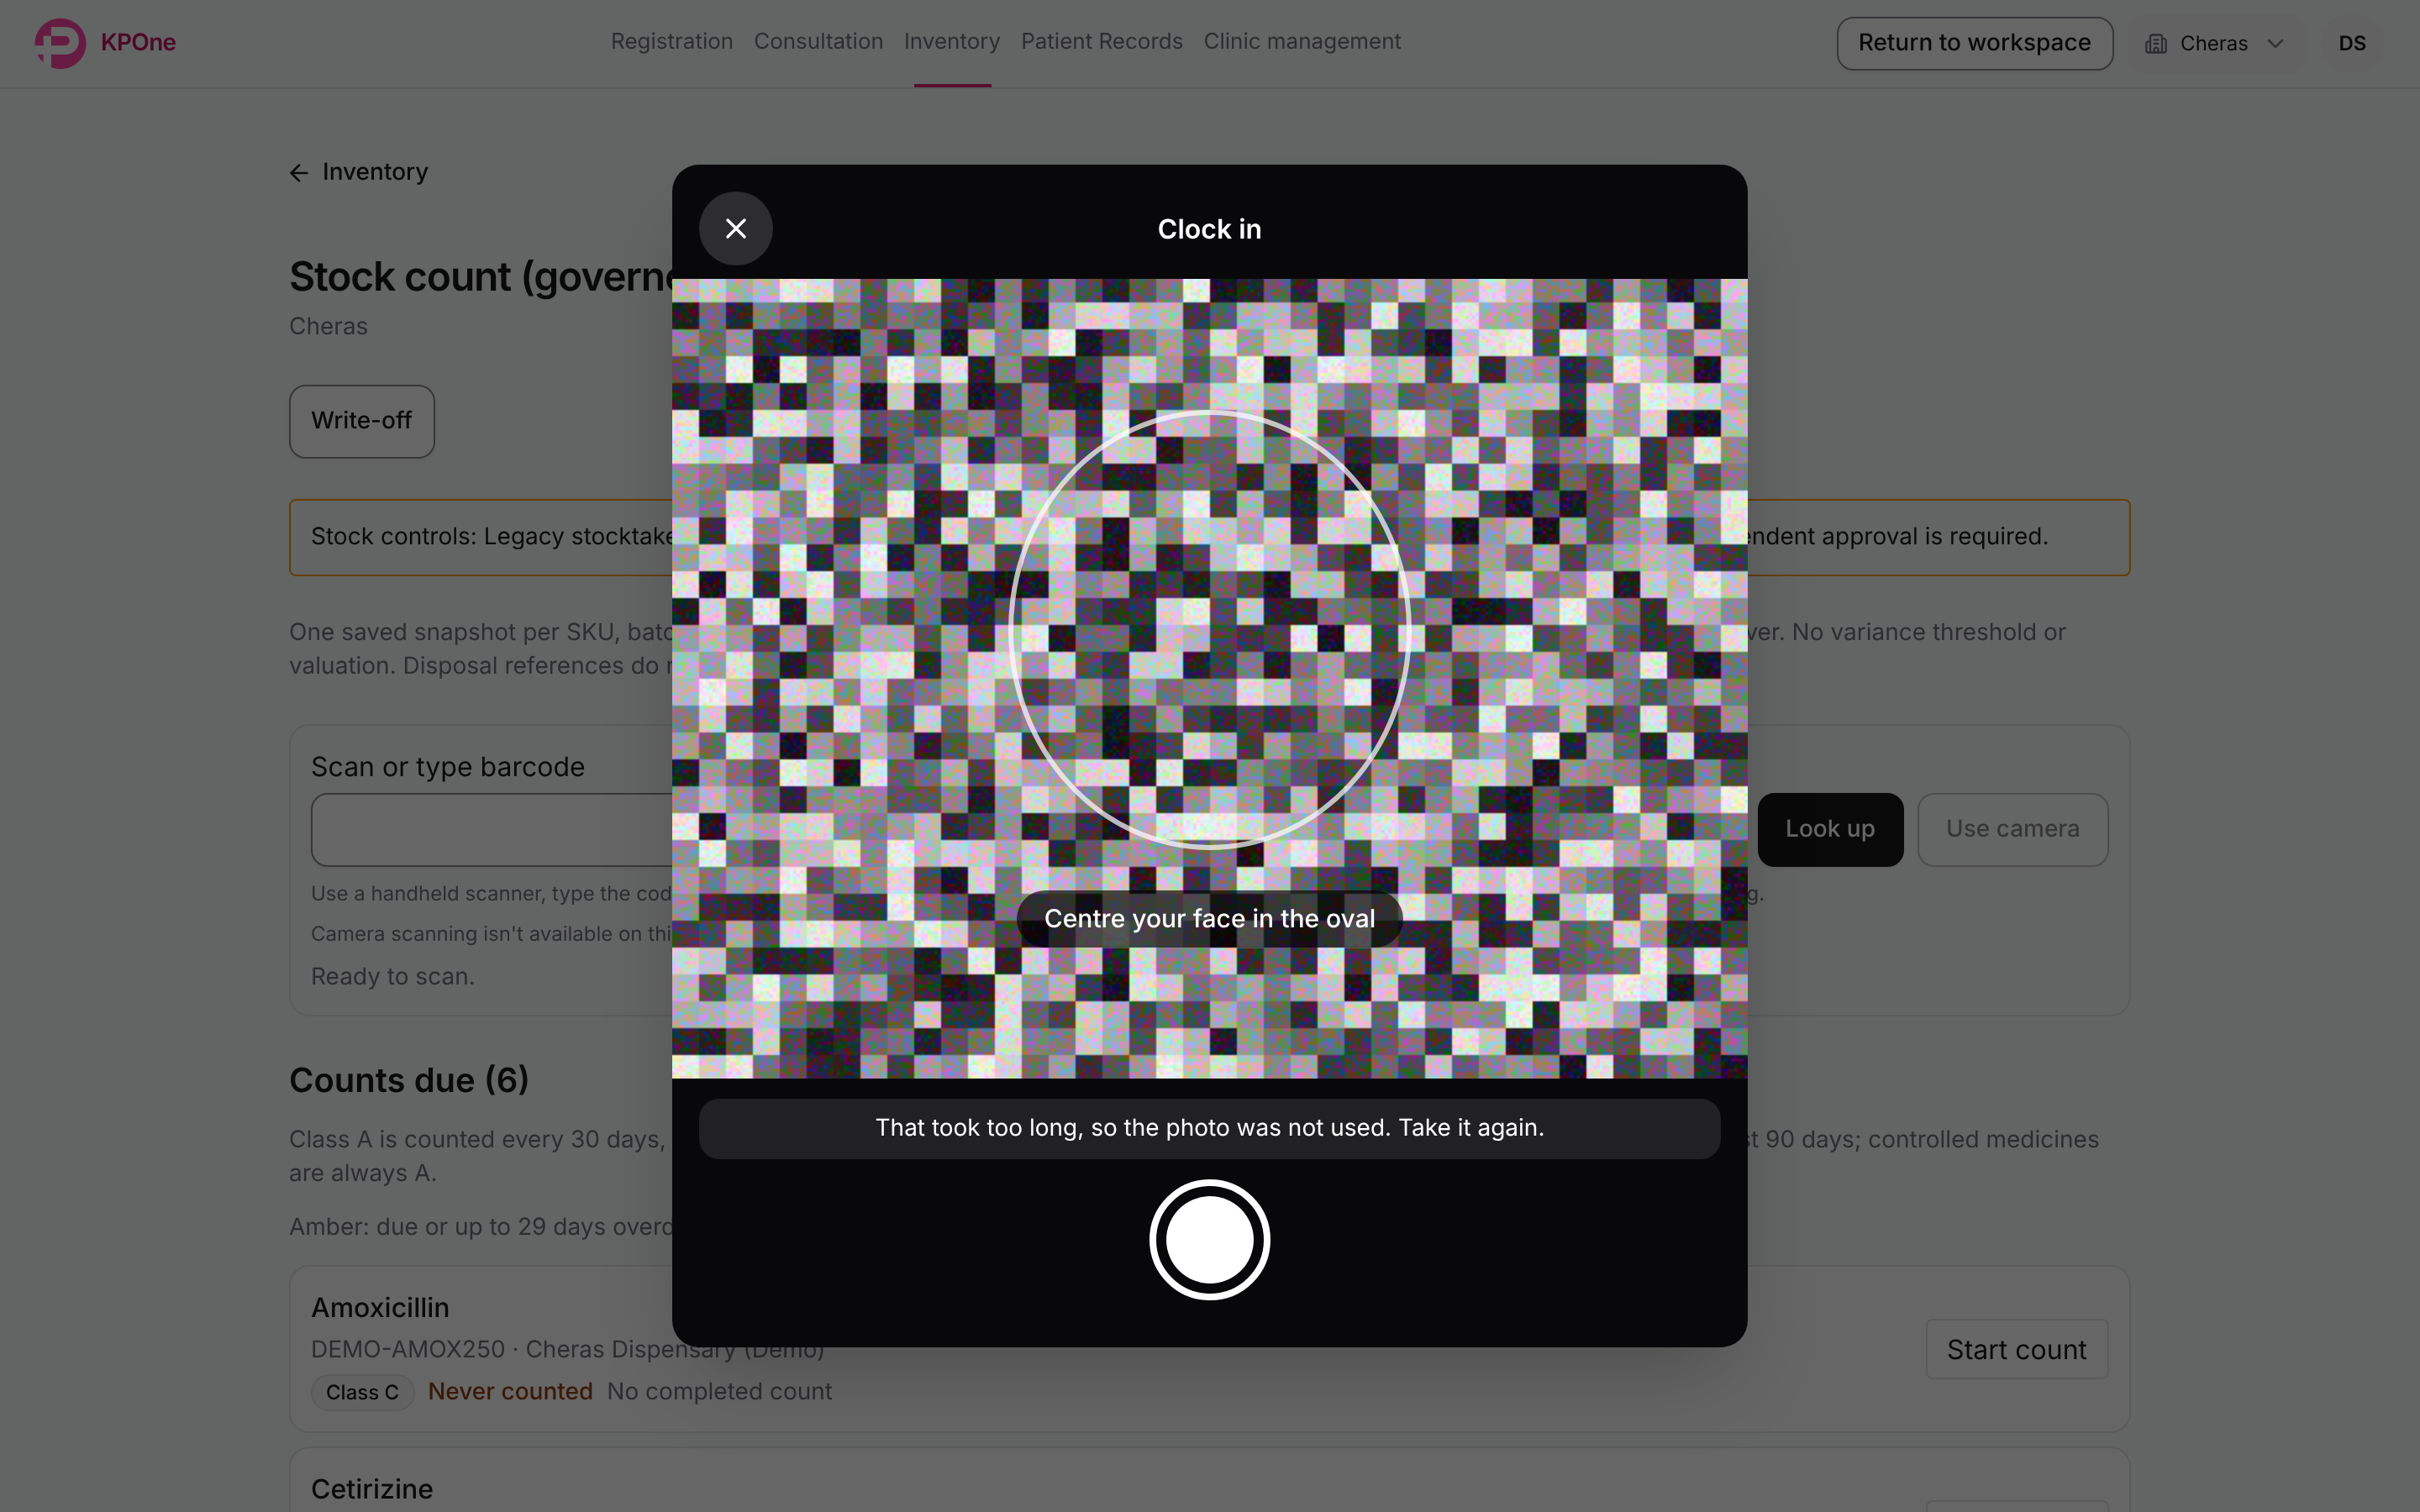 KPOne
Registration
Consultation
Inventory
Patient Records
Clinic management
Return to workspace
Cheras
DS
Inventory
Stock count (governe
Cheras
Write-off
Stock controls: Legacy stocktake
endent approval is required.
One saved snapshot per SKU, batc
ver. No variance threshold or
valuation. Disposal references do
Clock in
Centre your face in the oval
That took too long, so the photo was not used. Take it again.
Scan or type barcode
Look up
Use camera
Use a handheld scanner, type the cod
g.
Camera scanning isn't available on thi
Ready to scan.
Counts due (6)
Class A is counted every 30 days,
st 90 days; controlled medicines
are always A.
Amber: due or up to 29 days overd
Amoxicillin
DEMO-AMOX250 · Cheras Dispensary (Demo)
Class C
Never counted
No completed count
Start count
Cetirizine